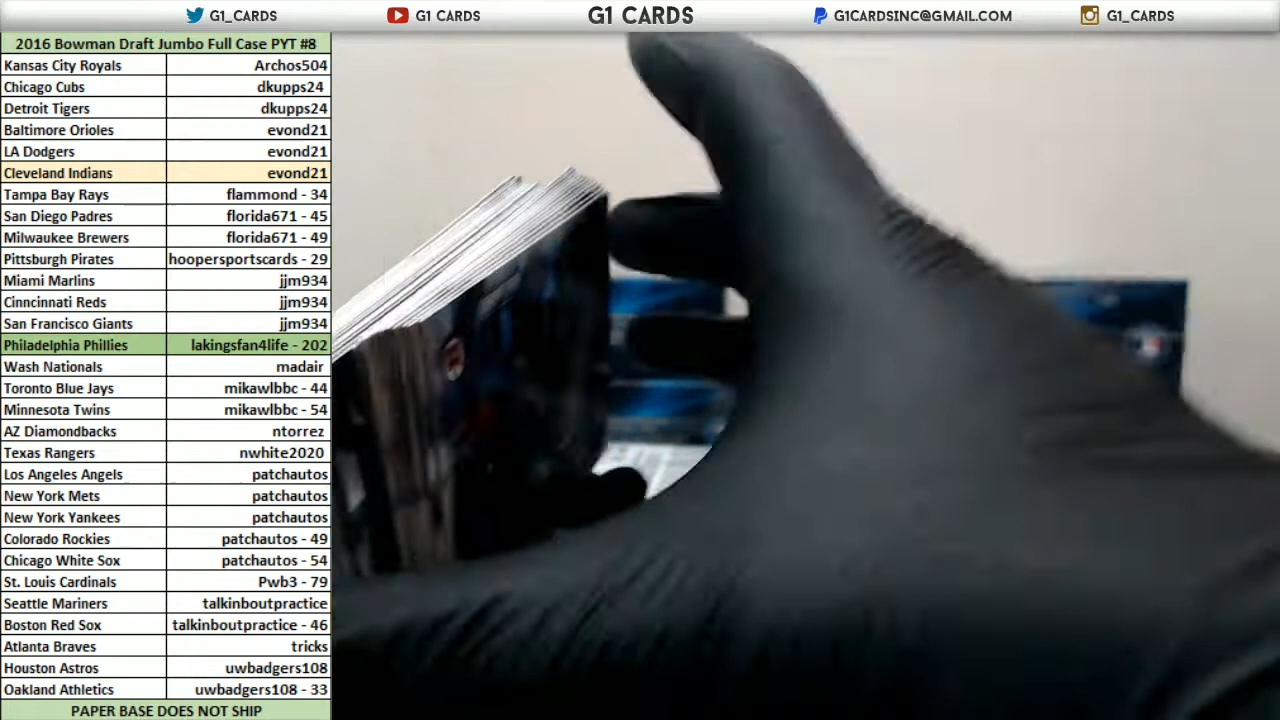 G1_CARDS G1 CARDS G1 CARDS G1CARDSINC@GMAIL.COM G1_CARDS
2016 Bowman Draft Jumbo Full Case PYT #8
Kansas City Royals Archos504
Chicago Cubs dkupps24
Detroit Tigers dkupps24
Baltimore Orioles evond21
LA Dodgers evond21
Cleveland Indians evond21
Tampa Bay Rays flammond - 34
San Diego Padres florida671 - 45
Milwaukee Brewers florida671 - 49
Pittsburgh Pirates hoopersportscards - 29
Miami Marlins jjm934
Cinncinnati Reds jjm934
San Francisco Giants jjm934
Philadelphia Phillies lakingsfan4life - 202
Wash Nationals madair
Toronto Blue Jays mikawlbbc - 44
Minnesota Twins mikawlbbc - 54
AZ Diamondbacks ntorrez
Texas Rangers nwhite2020
Los Angeles Angels patchautos
New York Mets patchautos
New York Yankees patchautos
Colorado Rockies patchautos - 49
Chicago White Sox patchautos - 54
St. Louis Cardinals Pwb3 - 79
Seattle Mariners talkinboutpractice
Boston Red Sox talkinboutpractice - 46
Atlanta Braves tricks
Houston Astros uwbadgers108
Oakland Athletics uwbadgers108 - 33
PAPER BASE DOES NOT SHIP